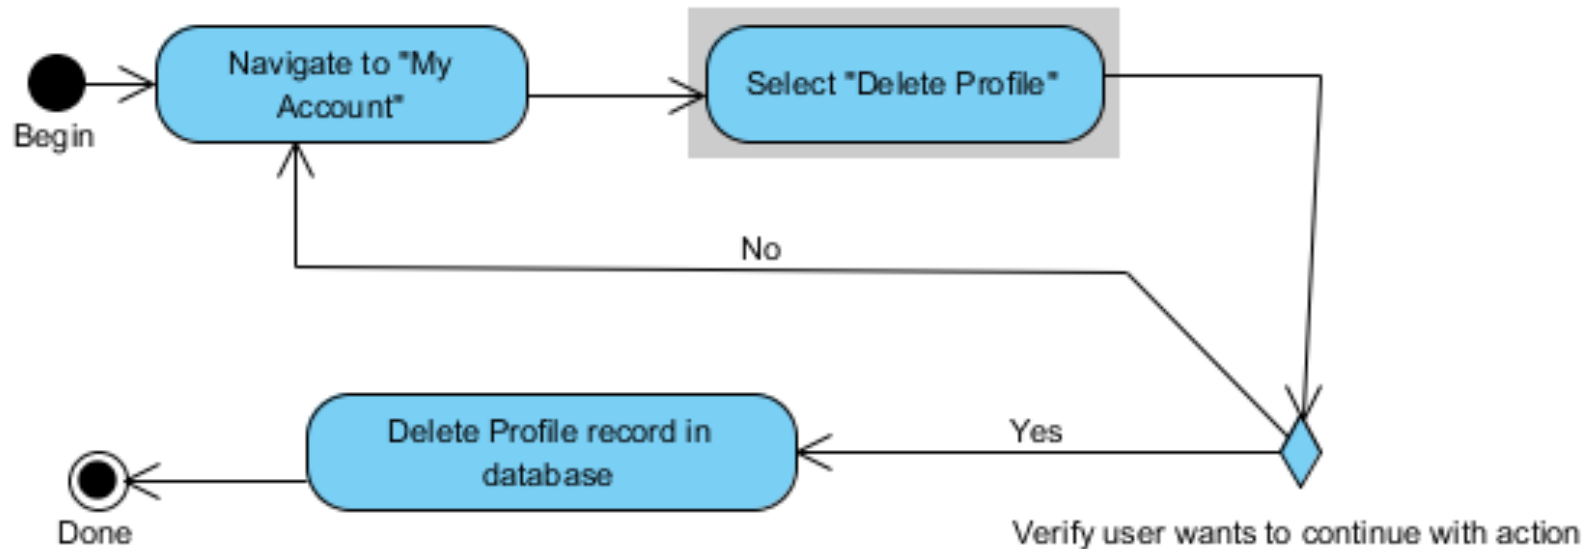 Navigate to "My
Account"
Select "Delete Profile"
Begin
No
Delete Profile record in
database
Yes
Done
Verify user wants to continue with action